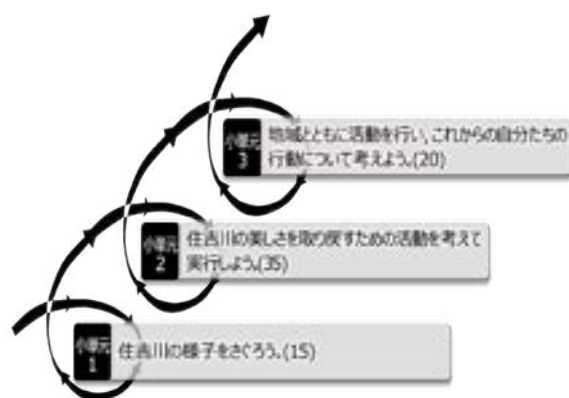 小単元
3
地域とともに活動を行い,これからの自分たちの
行動について考えよう。(20)
小単元
2
住吉川の美しさを取り戻すための活動を考えて
実行しよう。(35)
小単元
1
住吉川の様子をさぐろう。(15)